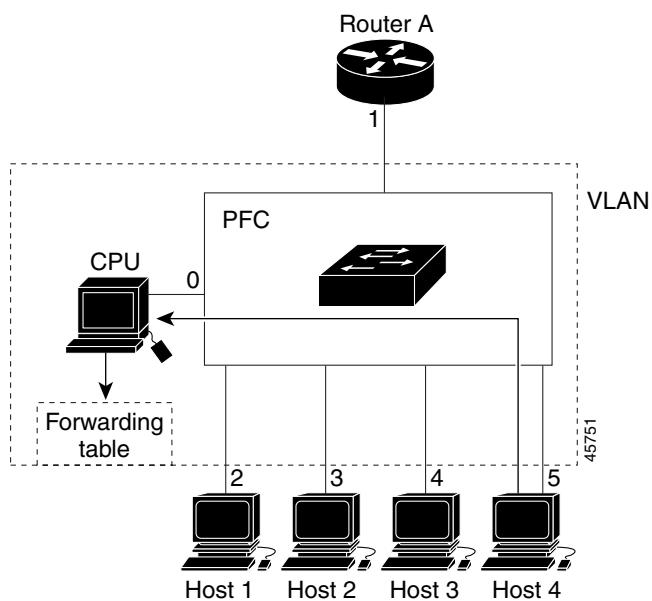 Router A
1
VLAN
PFC
CPU
0
Forwarding
table
45751
2
3
4
5
Host 1
Host 2
Host 3
Host 4